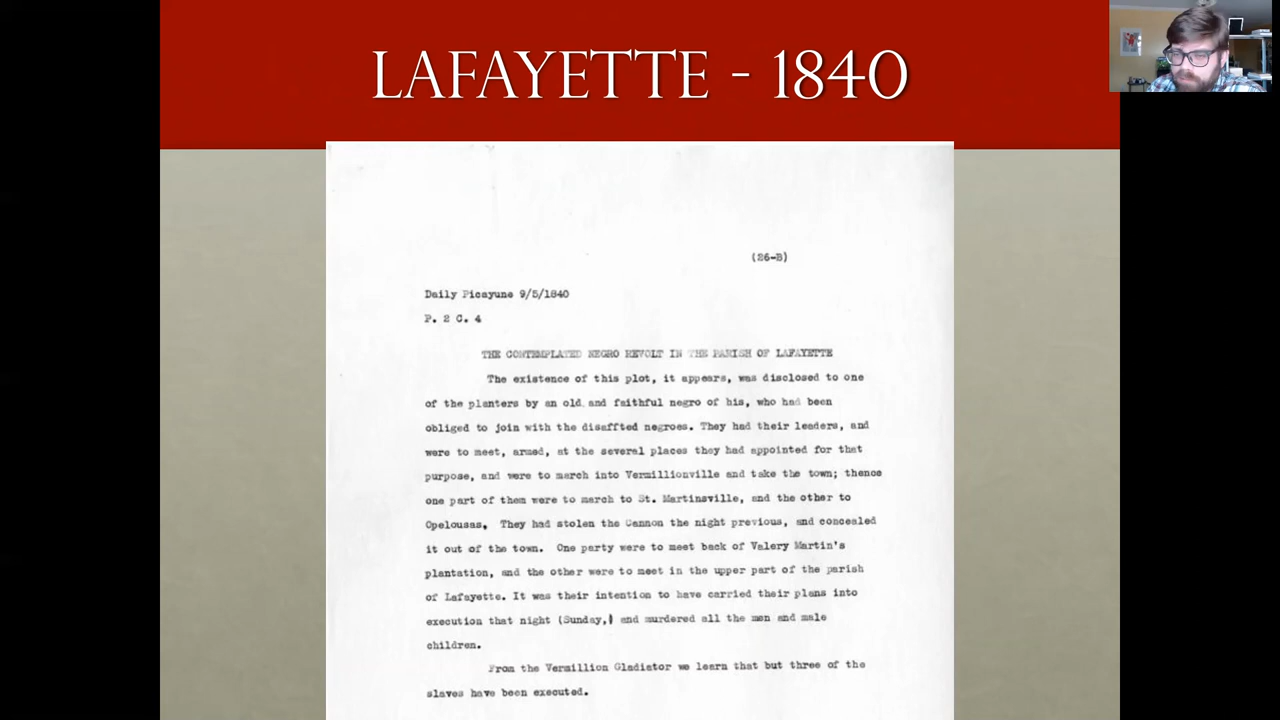 LAFAYETTE - 1840
(26-B)
Daily Picayune 9/5/1840
P. 2 C. 4
THE CONTEMPLATED NEGRO REVOLT IN THE PARISH OF LAFAYETTE
The existence of this plot, it appears, was disclosed to one
of the planters by an old and faithful negro of his, who had been
obliged to join with the disaffted negroes. They had their leaders, and
were to meet, armed, at the several places they had appointed for that
purpose, and were to march into Vermillionville and take the town; thence
one part of them were to march to St. Martinsville, and the other to
Opelousas. They had stolen the Cannon the night previous, and concealed
it out of the town. One party were to meet back of Valery Martin's
plantation, and the other were to meet in the upper part of the parish
of Lafayette. It was their intention to have carried their plans into
execution that night (Sunday,) and murdered all the men and male
children.
From the Vermillion Gladiator we learn that but three of the
slaves have been executed.